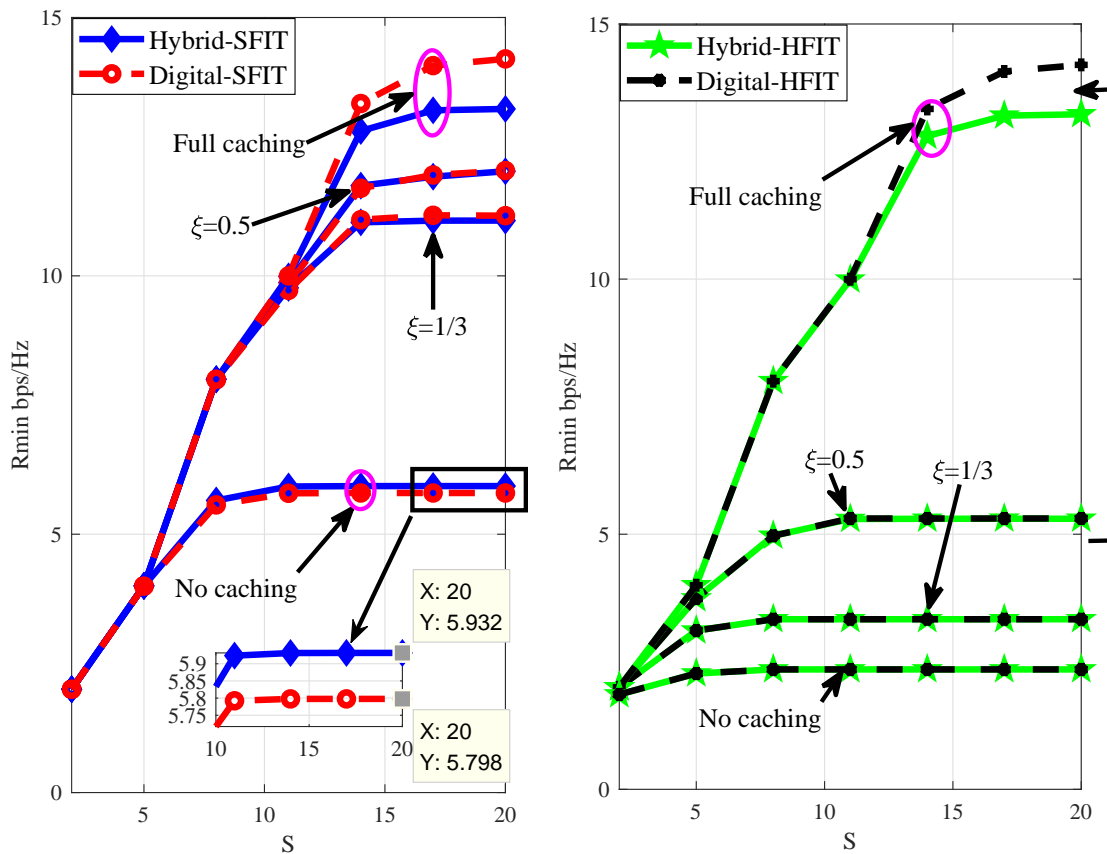 15
Hybrid-SFIT
Digital-SFIT
Full caching
ξ=0.5
10
ξ=1/3
Rmin bps/Hz
5
No caching
X: 20
Y: 5.932
5.9
5.85
5.8
5.75
10
15
20
X: 20
Y: 5.798
0
5
10
15
20
S
15
Hybrid-HFIT
Digital-HFIT
Full caching
10
Rmin bps/Hz
ξ=0.5
ξ=1/3
5
No caching
0
5
10
15
20
S